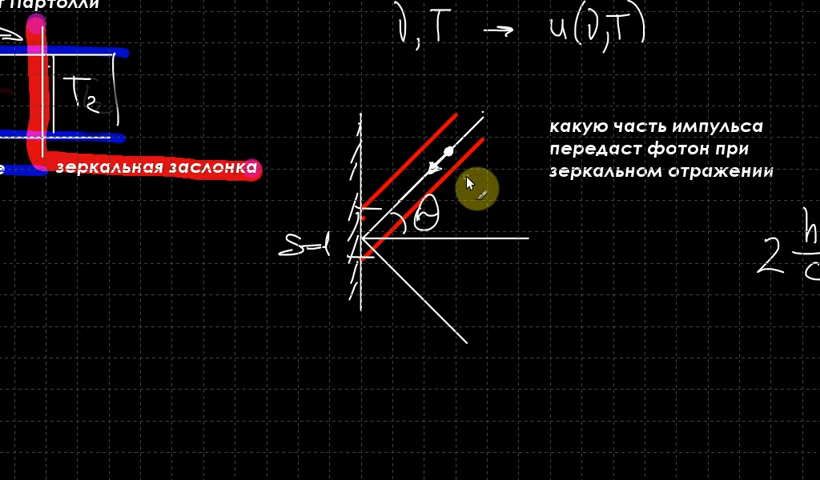 т Партолли
ν, T → u(ν,T)
T₂
какую часть импульса
передаст фотон при
зеркальном отражении
е
зеркальная заслонка
θ
S=1
2 h